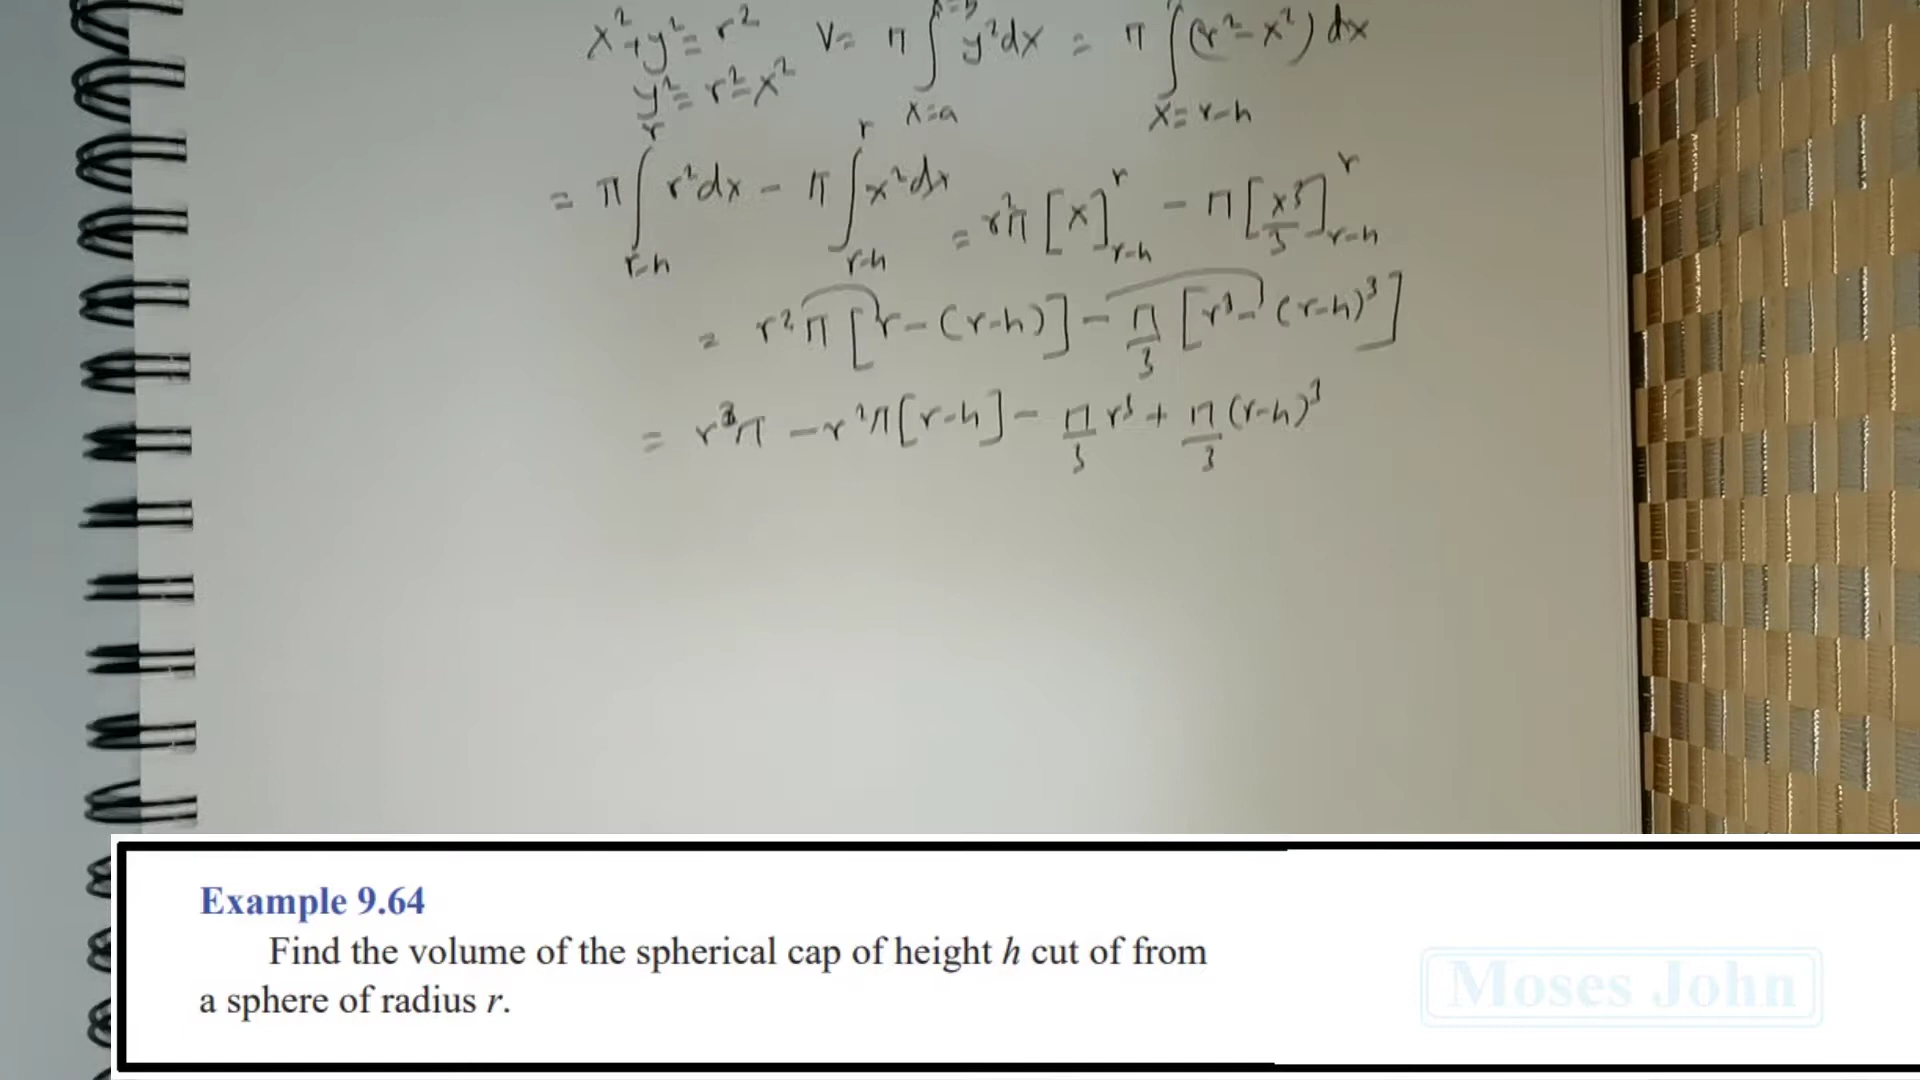 x²+y²=r² V= π∫ y²dx = π∫(r²-x²)dx
y²=r²-x² x=a x=r-h
= π∫ r²dx - π∫ x²dx = r²π[x] - π[x³/3]
r r r r
r-h r-h r-h r-h
= r²π[r-(r-h)] - π/3[r³-(r-h)³]
= r³π - r²π[r-h] - π/3 r³ + π/3 (r-h)³
Example 9.64
Find the volume of the spherical cap of height h cut of from
a sphere of radius r.
Moses John